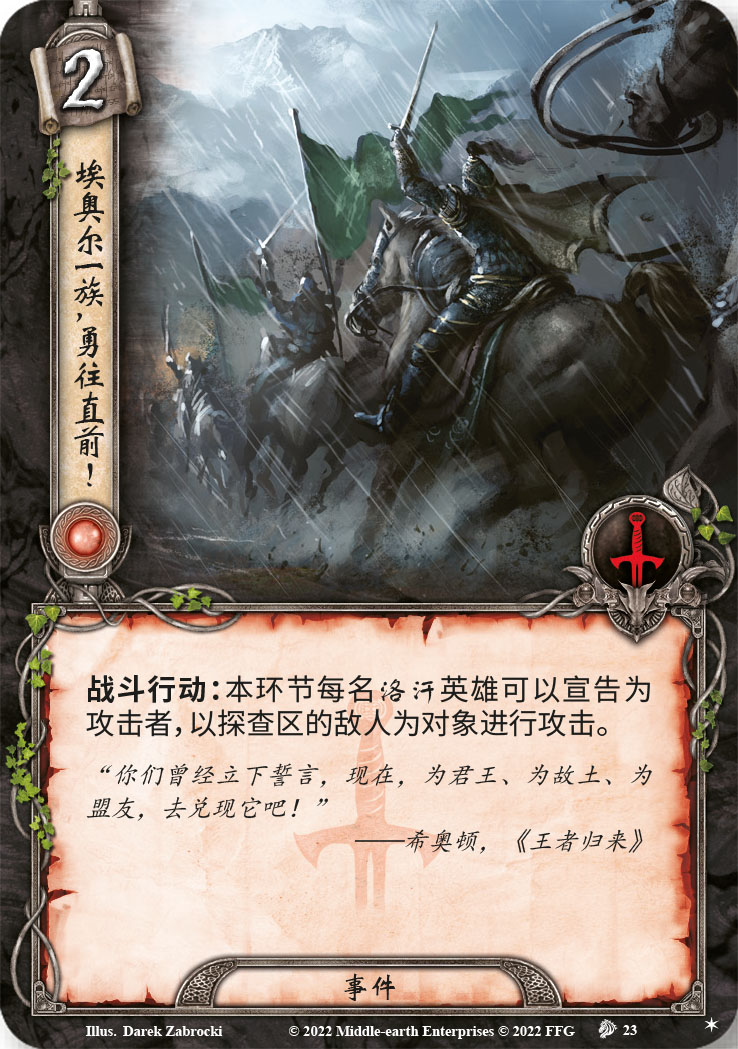 2
埃奥尔一族，勇往直前！
战斗行动：本环节每名洛汗英雄可以宣告为
攻击者，以探查区的敌人为对象进行攻击。
“你们曾经立下誓言，现在，为君王、为故土、为
盟友，去兑现它吧！”
——希奥顿，《王者归来》
事件
Illus. Darek Zabrocki © 2022 Middle-earth Enterprises © 2022 FFG 23